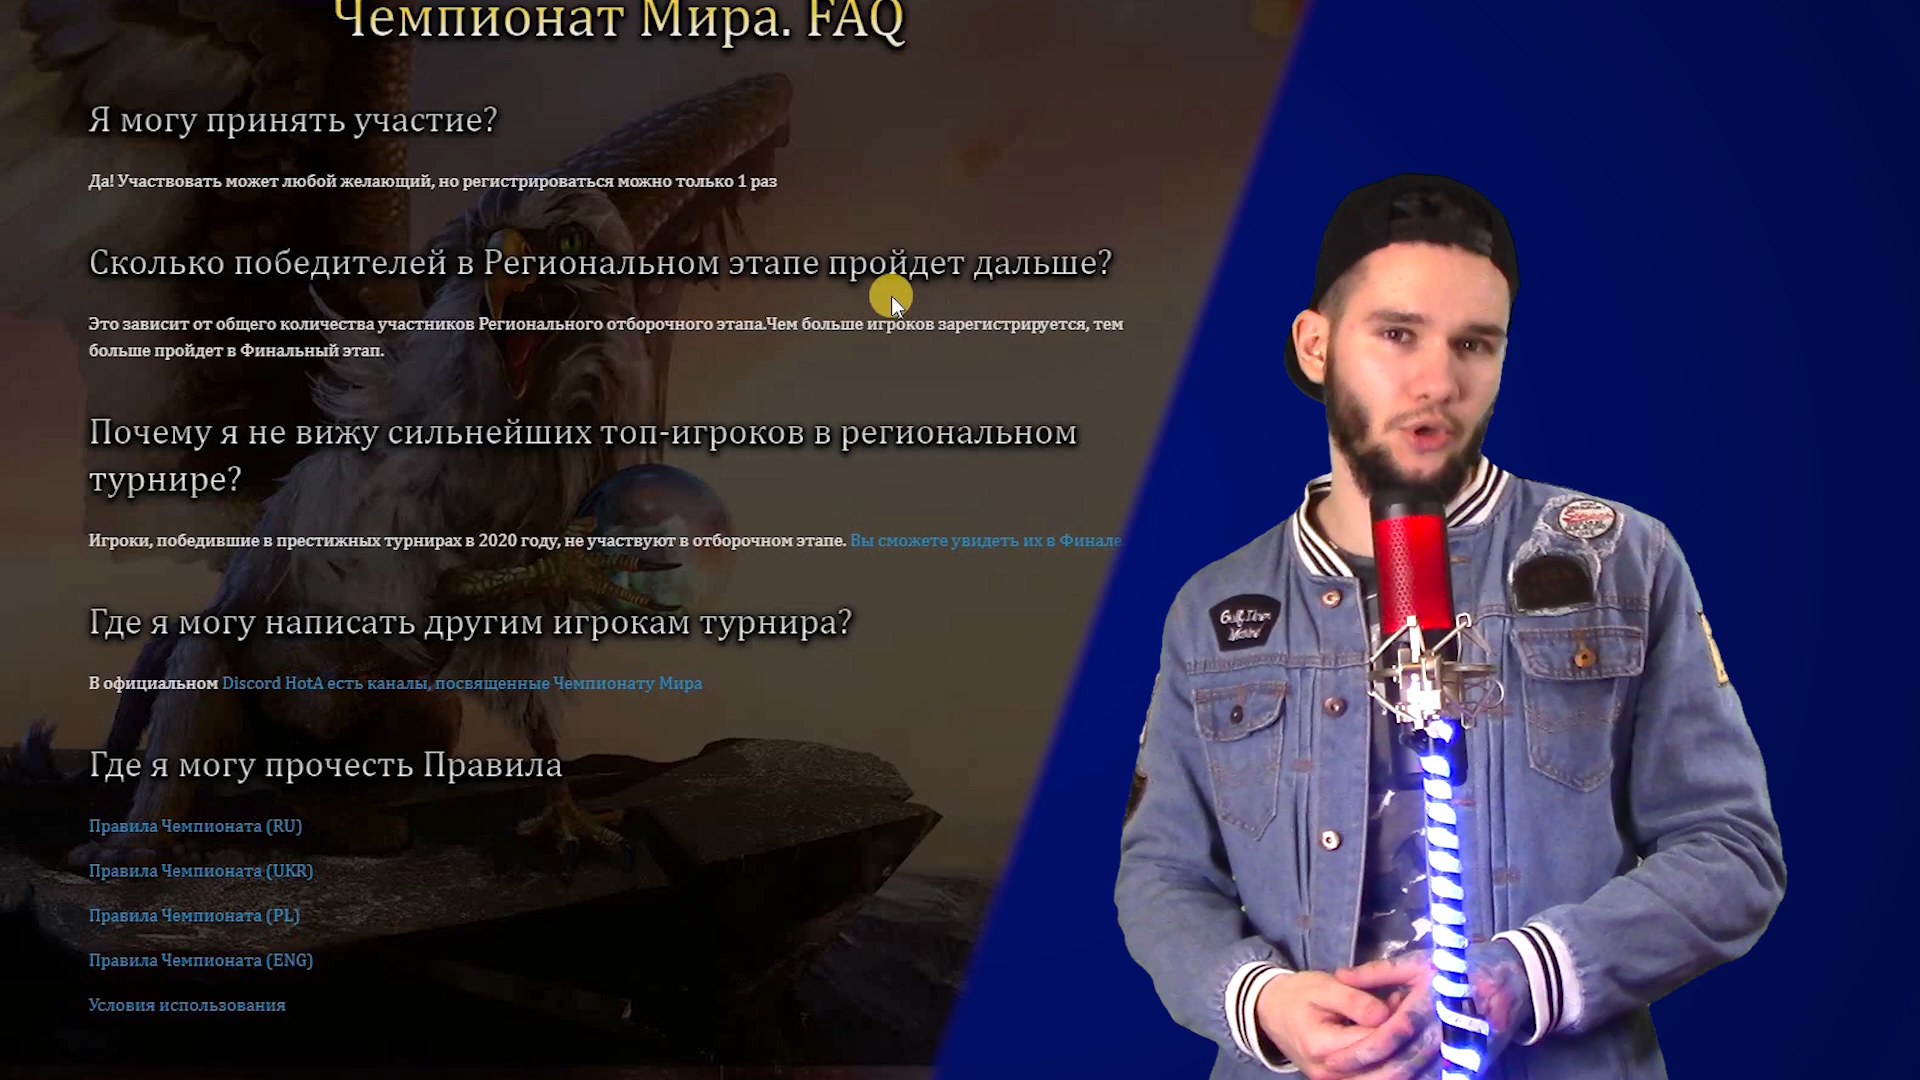 Чемпионат Мира. FAQ
Я могу принять участие?
Да! Участвовать может любой желающий, но регистрироваться можно только 1 раз
Сколько победителей в Региональном этапе пройдет дальше?
Это зависит от общего количества участников Регионального отборочного этапа.Чем больше игроков зарегистрируется, тем
больше пройдет в Финальный этап.
Почему я не вижу сильнейших топ-игроков в региональном
турнире?
Игроки, победившие в престижных турнирах в 2020 году, не участвуют в отборочном этапе. Вы сможете увидеть их в Финале
Где я могу написать другим игрокам турнира?
В официальном Discord HotA есть каналы, посвященные Чемпионату Мира
Где я могу прочесть Правила
Правила Чемпионата (RU)
Правила Чемпионата (UKR)
Правила Чемпионата (PL)
Правила Чемпионата (ENG)
Условия использования